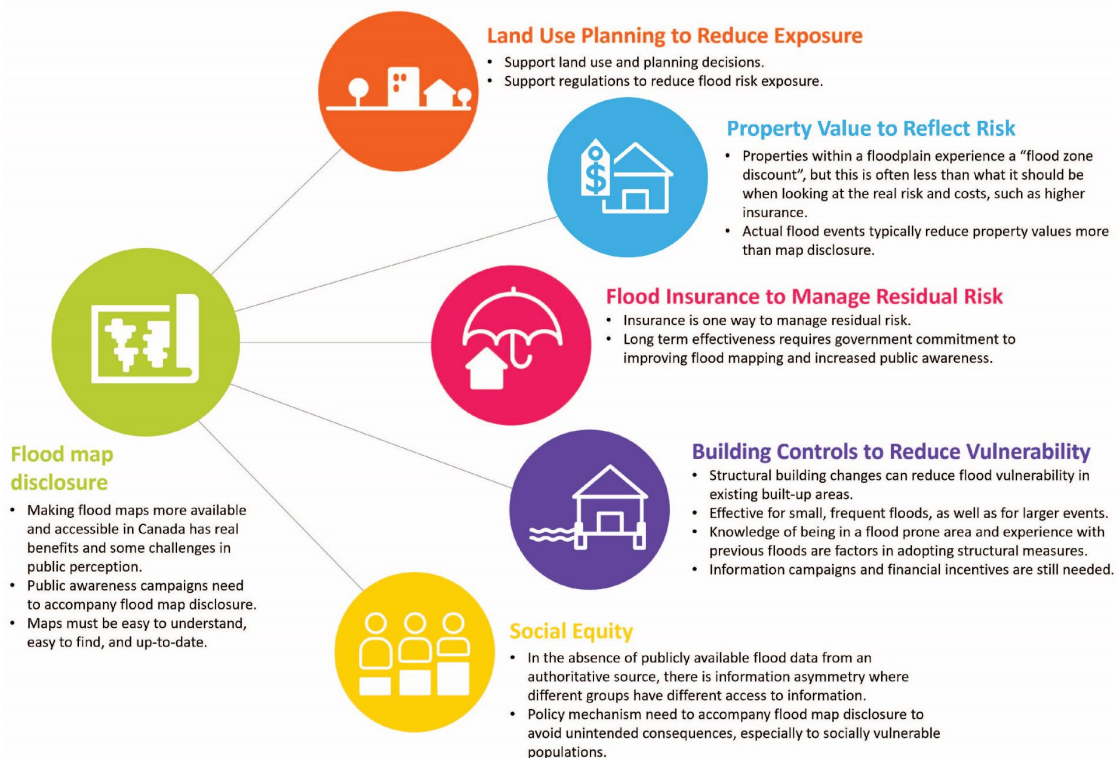 Land Use Planning to Reduce Exposure
• Support land use and planning decisions.
• Support regulations to reduce flood risk exposure.
Property Value to Reflect Risk
• Properties within a floodplain experience a “flood zone
discount”, but this is often less than what it should be
when looking at the real risk and costs, such as higher
insurance.
• Actual flood events typically reduce property values more
than map disclosure.
$
Flood Insurance to Manage Residual Risk
• Insurance is one way to manage residual risk.
• Long term effectiveness requires government commitment to
improving flood mapping and increased public awareness.
Flood map
disclosure
• Making flood maps more available
and accessible in Canada has real
benefits and some challenges in
public perception.
• Public awareness campaigns need
to accompany flood map disclosure.
• Maps must be easy to understand,
easy to find, and up-to-date.
Building Controls to Reduce Vulnerability
• Structural building changes can reduce flood vulnerability in
existing built-up areas.
• Effective for small, frequent floods, as well as for larger events.
• Knowledge of being in a flood prone area and experience with
previous floods are factors in adopting structural measures.
• Information campaigns and financial incentives are still needed.
Social Equity
• In the absence of publicly available flood data from an
authoritative source, there is information asymmetry where
different groups have different access to information.
• Policy mechanism need to accompany flood map disclosure to
avoid unintended consequences, especially to socially vulnerable
populations.